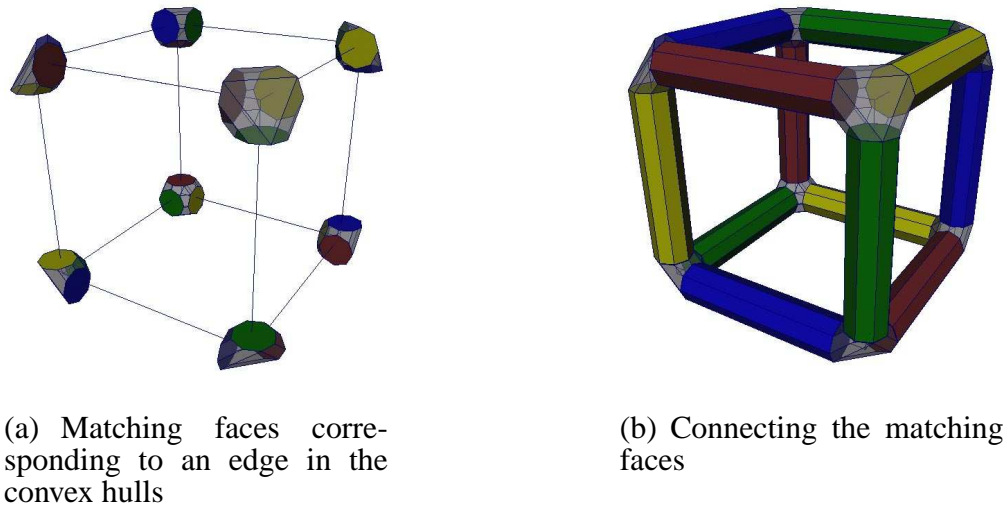 (a) Matching faces corre-
sponding to an edge in the
convex hulls
(b) Connecting the matching
faces